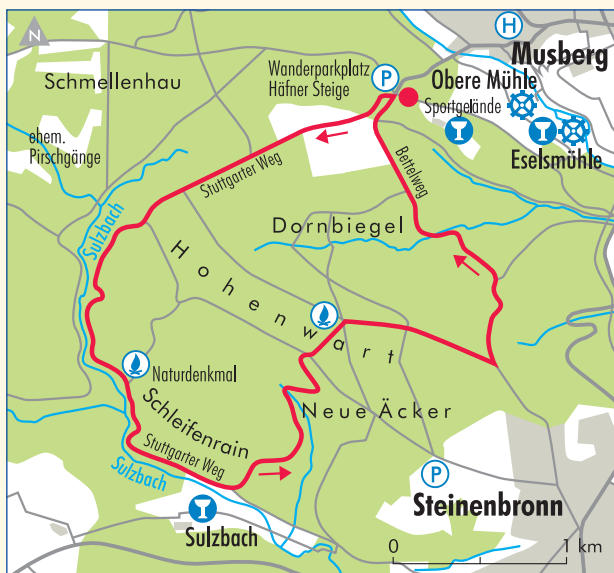 N
H
Musberg
Wanderparkplatz
Häfner Steige
P
Obere Mühle
Schmellenhau
Sportgelände
ehem.
Pirschgänge
Eselsmühle
Stuttgarter Weg
Bettelweg
Sulzbach
Dornbiegel
Hohenwart
Naturdenkmal
Schleifenrain
Neue Äcker
Stuttgarter Weg
Sulzbach
P
Steinenbronn
Sulzbach
0 1 km